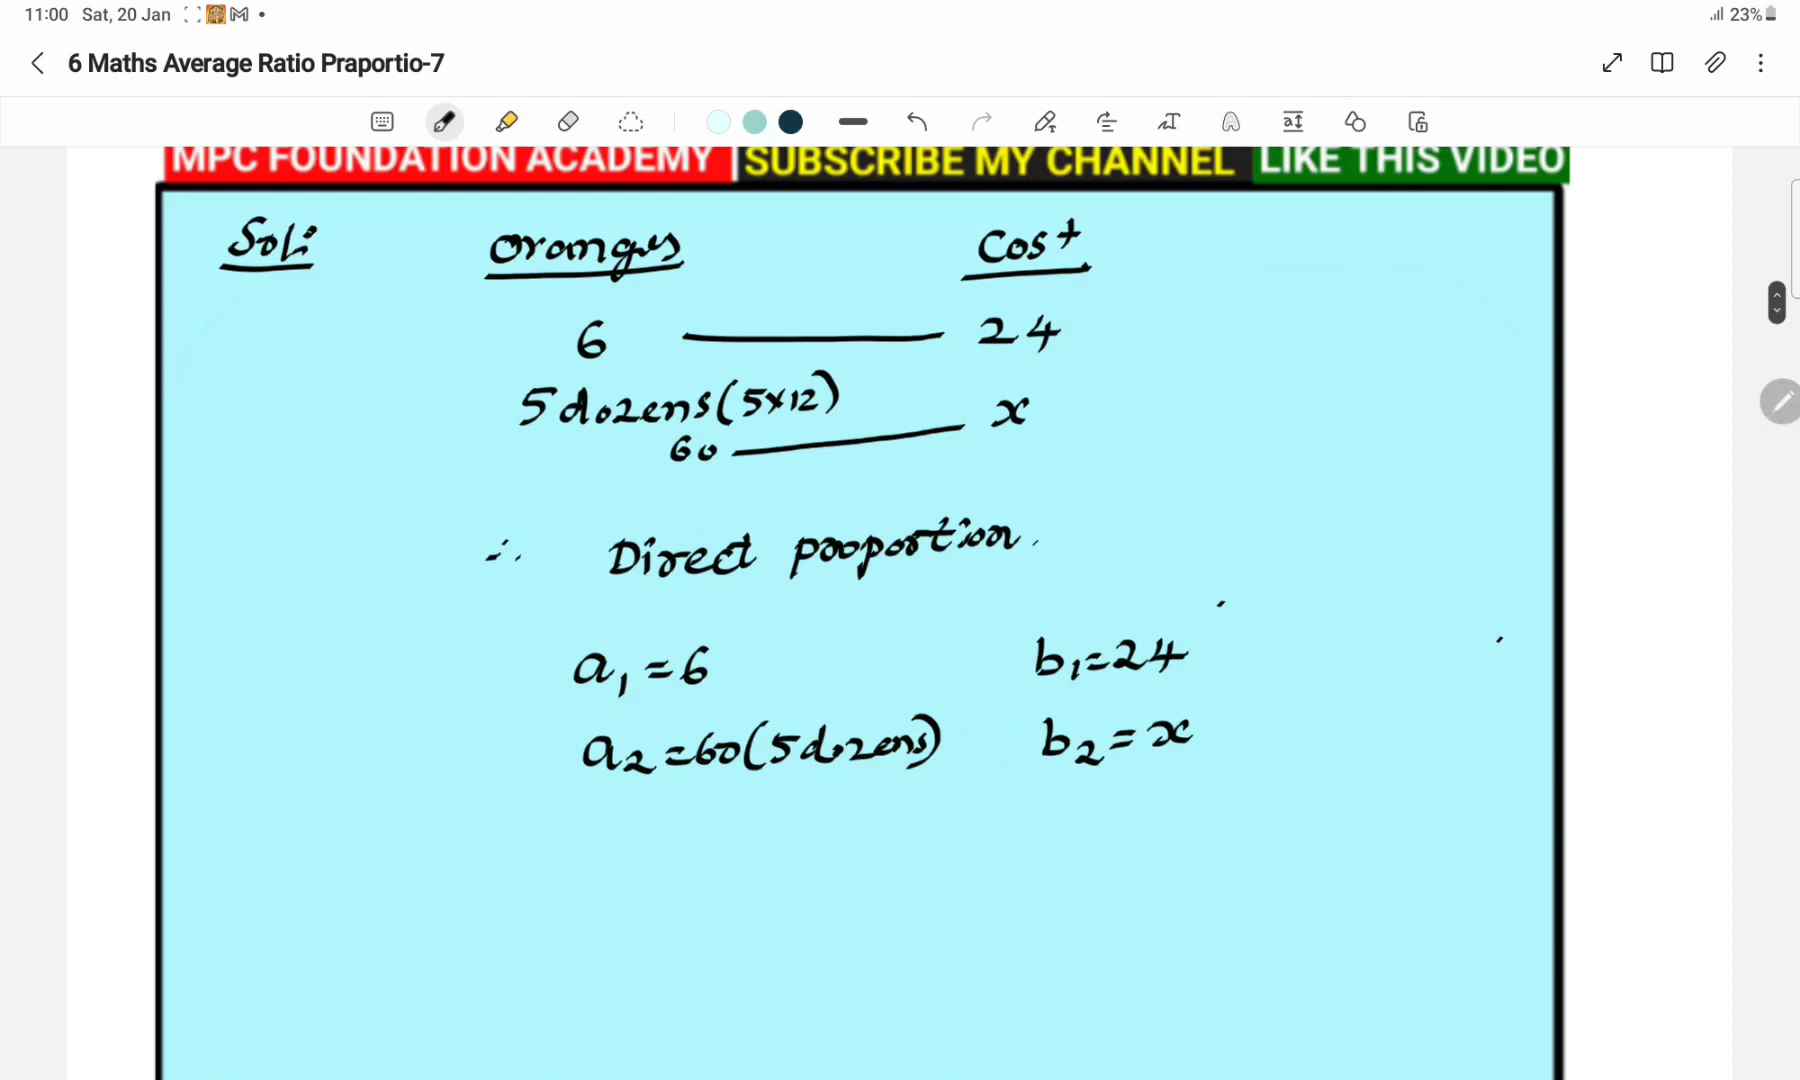 11:00 Sat, 20 Jan 23%
6 Maths Average Ratio Praportio-7
MPC FOUNDATION ACADEMY SUBSCRIBE MY CHANNEL LIKE THIS VIDEO
Sol: Oranges Cost
6 24
5 dozens (5×12) x
60
∴ Direct proportion.
a₁ = 6 b₁ = 24
a₂ = 60 (5 dozens) b₂ = x